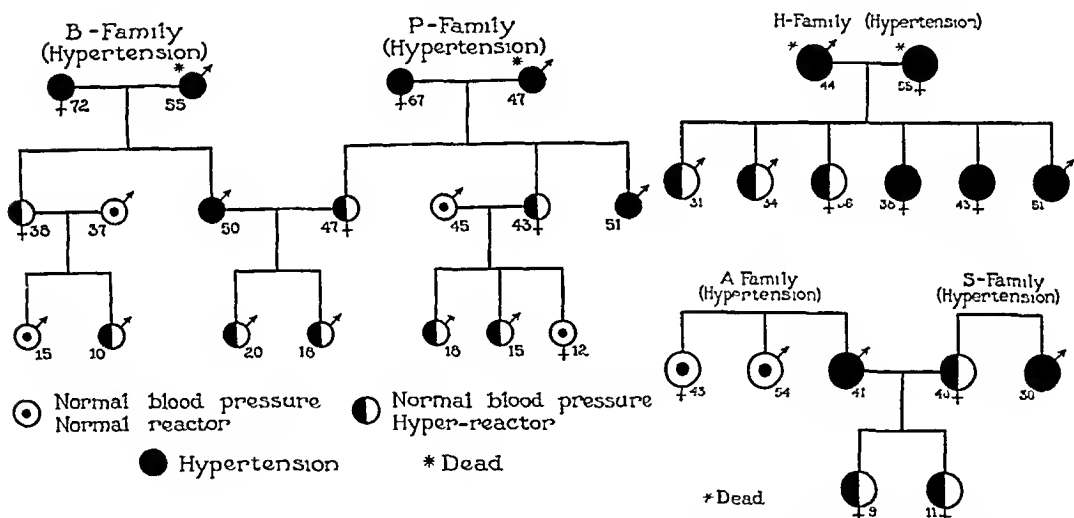 B-Family
(Hypertension)
* 
72 55
P-Family
(Hypertension)
*
67 47
H-Family (Hypertension)
* *
44 55
38 37 50 47 45 43 51
31 34 38 43 51
15 10 20 18 18 15 12
A Family
(Hypertension)
S-Family
(Hypertension)
43 54 41 40
9 11
Normal blood pressure
Normal reactor
Normal blood pressure
Hyper-reactor
Hypertension
* Dead
* Dead